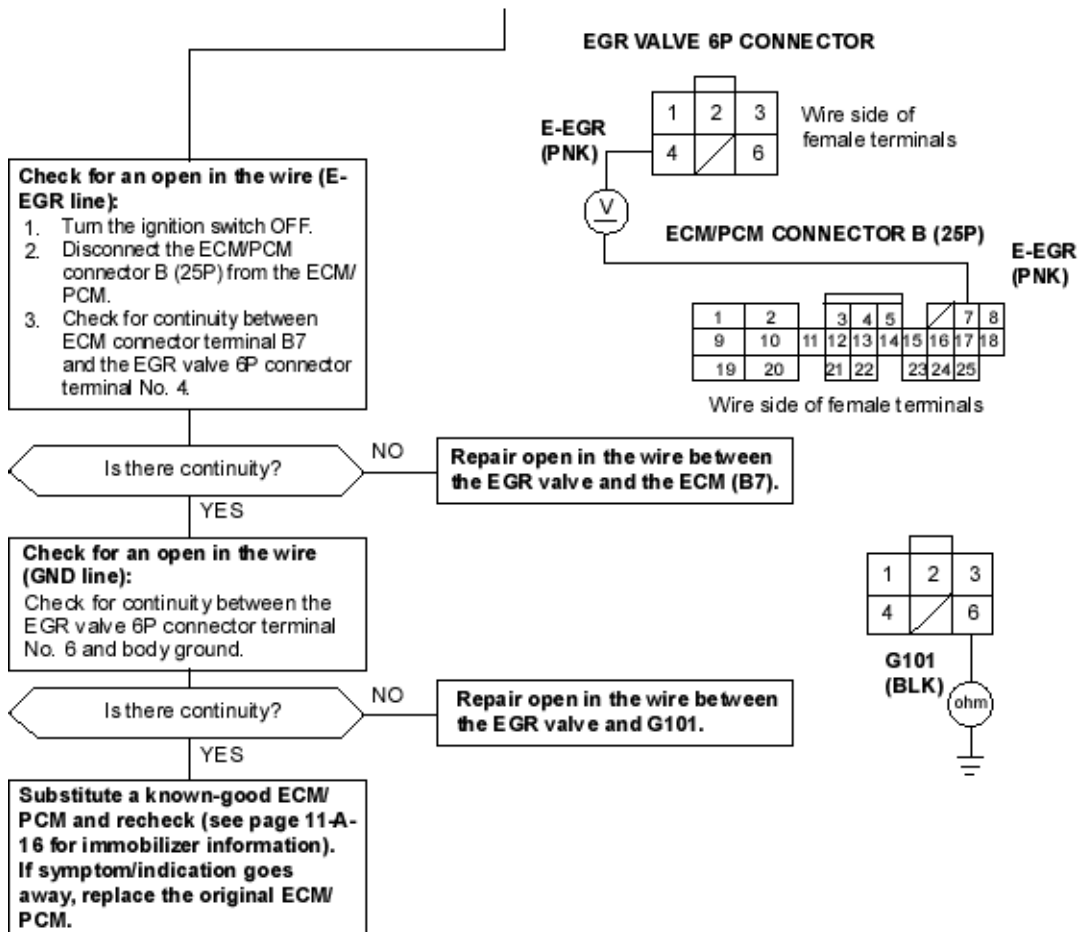 EGR VALVE 6P CONNECTOR
1 2 3
4 6
Wire side of
female terminals
E-EGR
(PNK)
V
ECM/PCM CONNECTOR B (25P)
E-EGR
(PNK)
1 2 3 4 5 7 8
9 10 11 12 13 14 15 16 17 18
19 20 21 22 23 24 25
Wire side of female terminals
Check for an open in the wire (E-
EGR line):
1. Turn the ignition switch OFF.
2. Disconnect the ECM/PCM
connector B (25P) from the ECM/
PCM.
3. Check for continuity between
ECM connector terminal B7
and the EGR valve 6P connector
terminal No. 4.
Is there continuity?
NO
Repair open in the wire between
the EGR valve and the ECM (B7).
YES
Check for an open in the wire
(GND line):
Check for continuity between the
EGR valve 6P connector terminal
No. 6 and body ground.
1 2 3
4 6
G101
(BLK)
ohm
Is there continuity?
NO
Repair open in the wire between
the EGR valve and G101.
YES
Substitute a known-good ECM/
PCM and recheck (see page 11-A-
16 for immobilizer information).
If symptom/indication goes
away, replace the original ECM/
PCM.